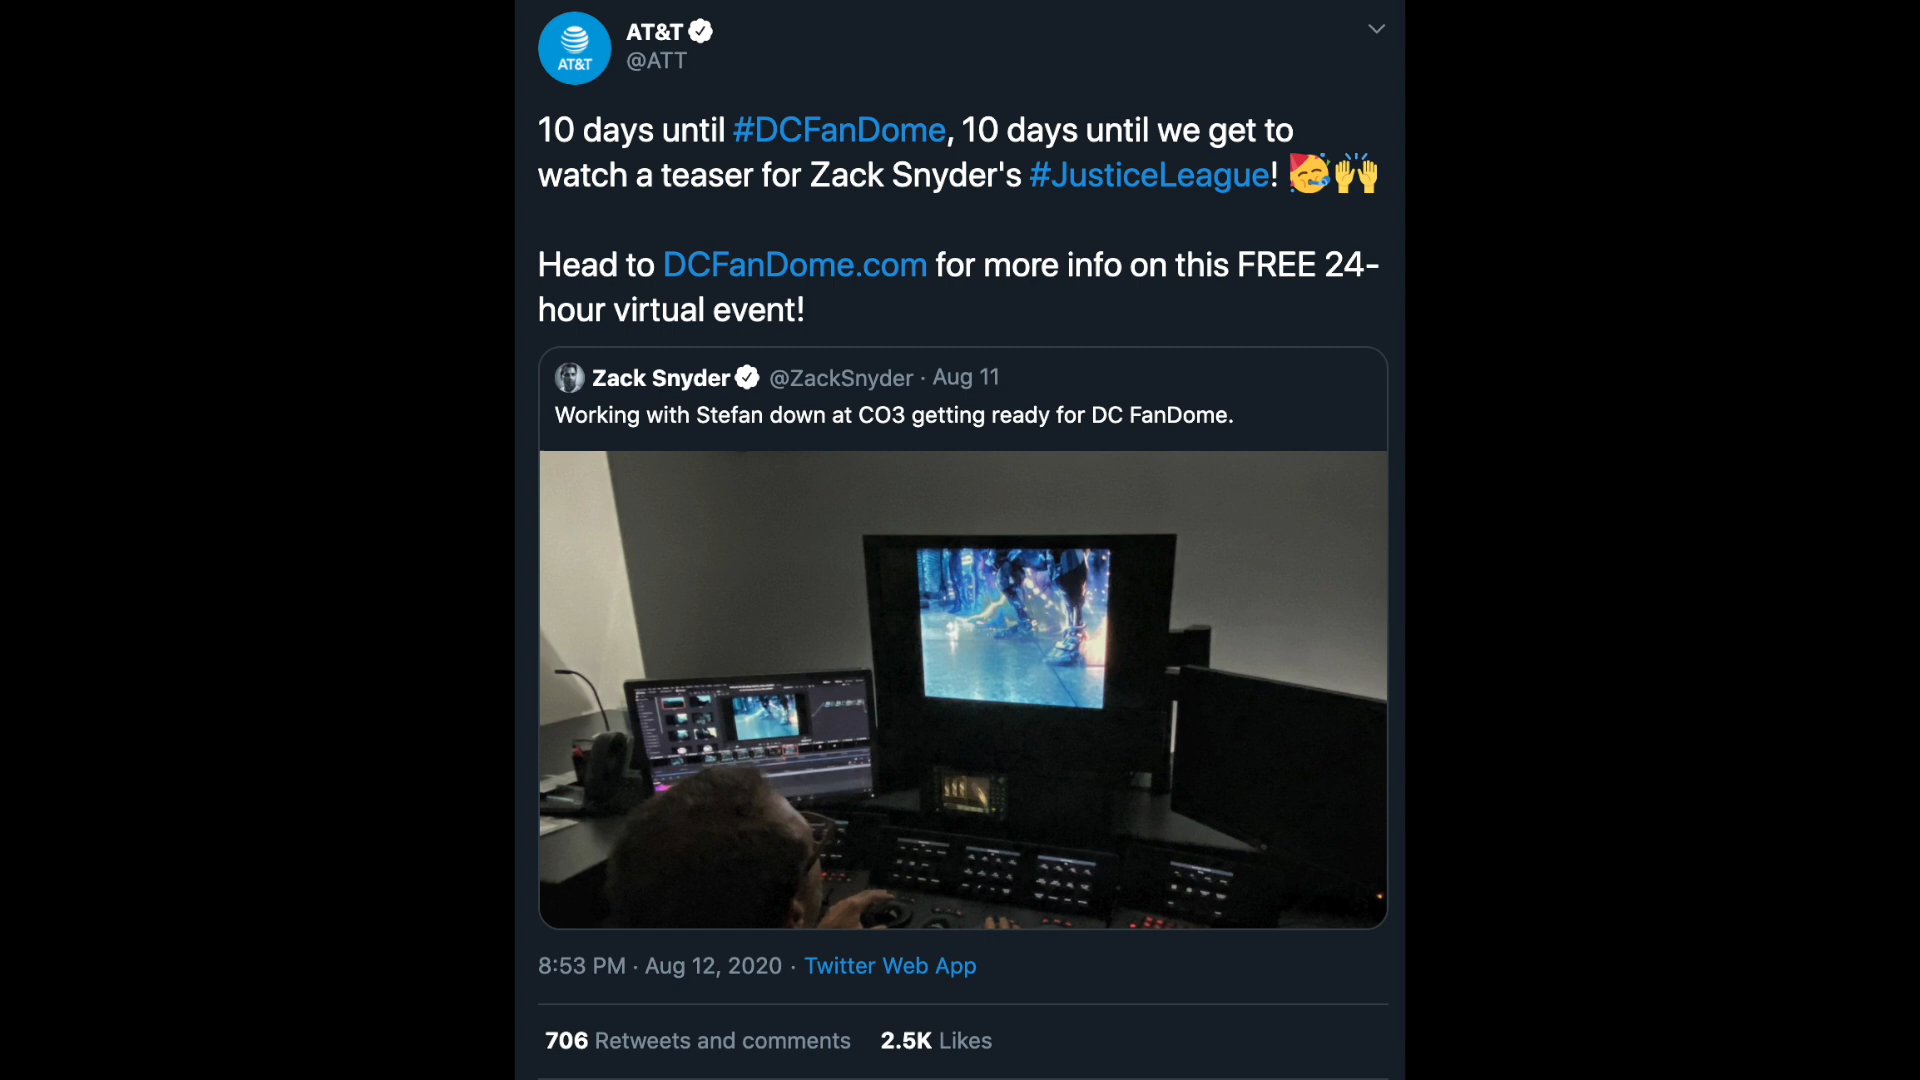 AT&T
AT&T
@ATT
10 days until #DCFanDome, 10 days until we get to
watch a teaser for Zack Snyder's #JusticeLeague! 🥳🙌
Head to DCFanDome.com for more info on this FREE 24-
hour virtual event!
Zack Snyder @ZackSnyder · Aug 11
Working with Stefan down at CO3 getting ready for DC FanDome.
8:53 PM · Aug 12, 2020 · Twitter Web App
706 Retweets and comments 2.5K Likes